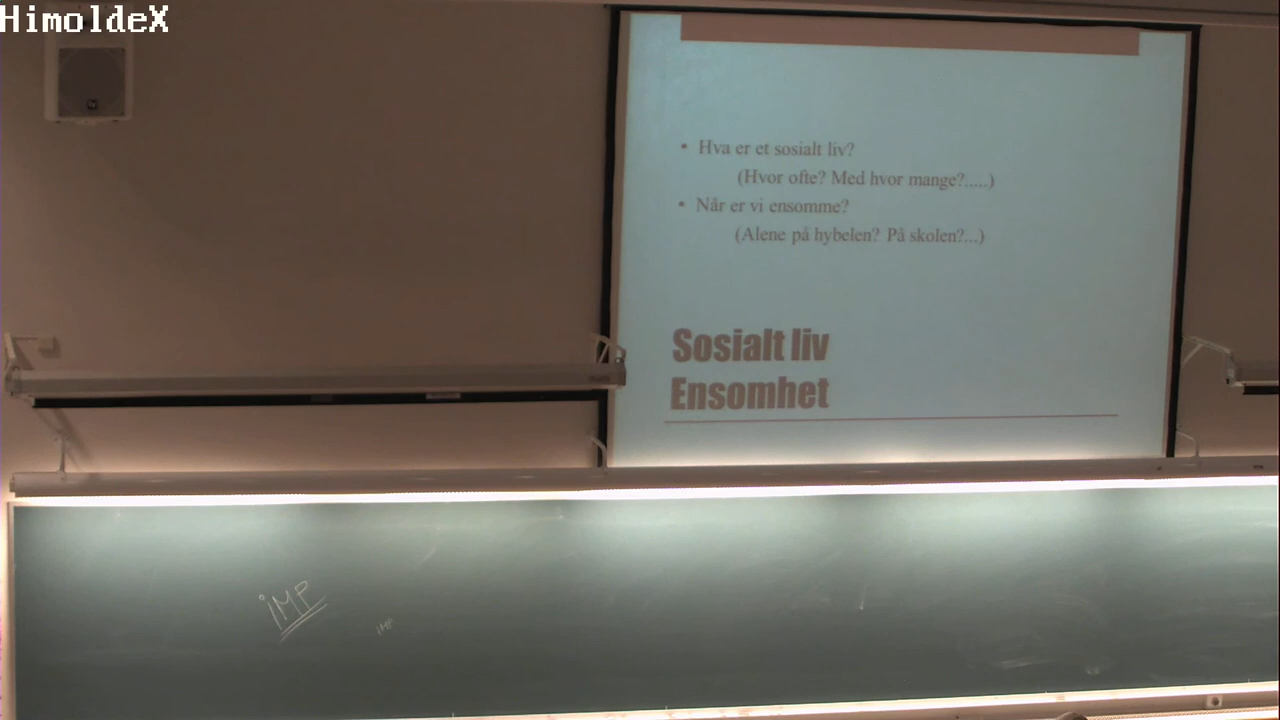 HimoldeX
• Hva er et sosialt liv?
(Hvor ofte? Med hvor mange?.....)
• Når er vi ensomme?
(Alene på hybelen? På skolen?...)
Sosialt liv
Ensomhet
iMP
iMP